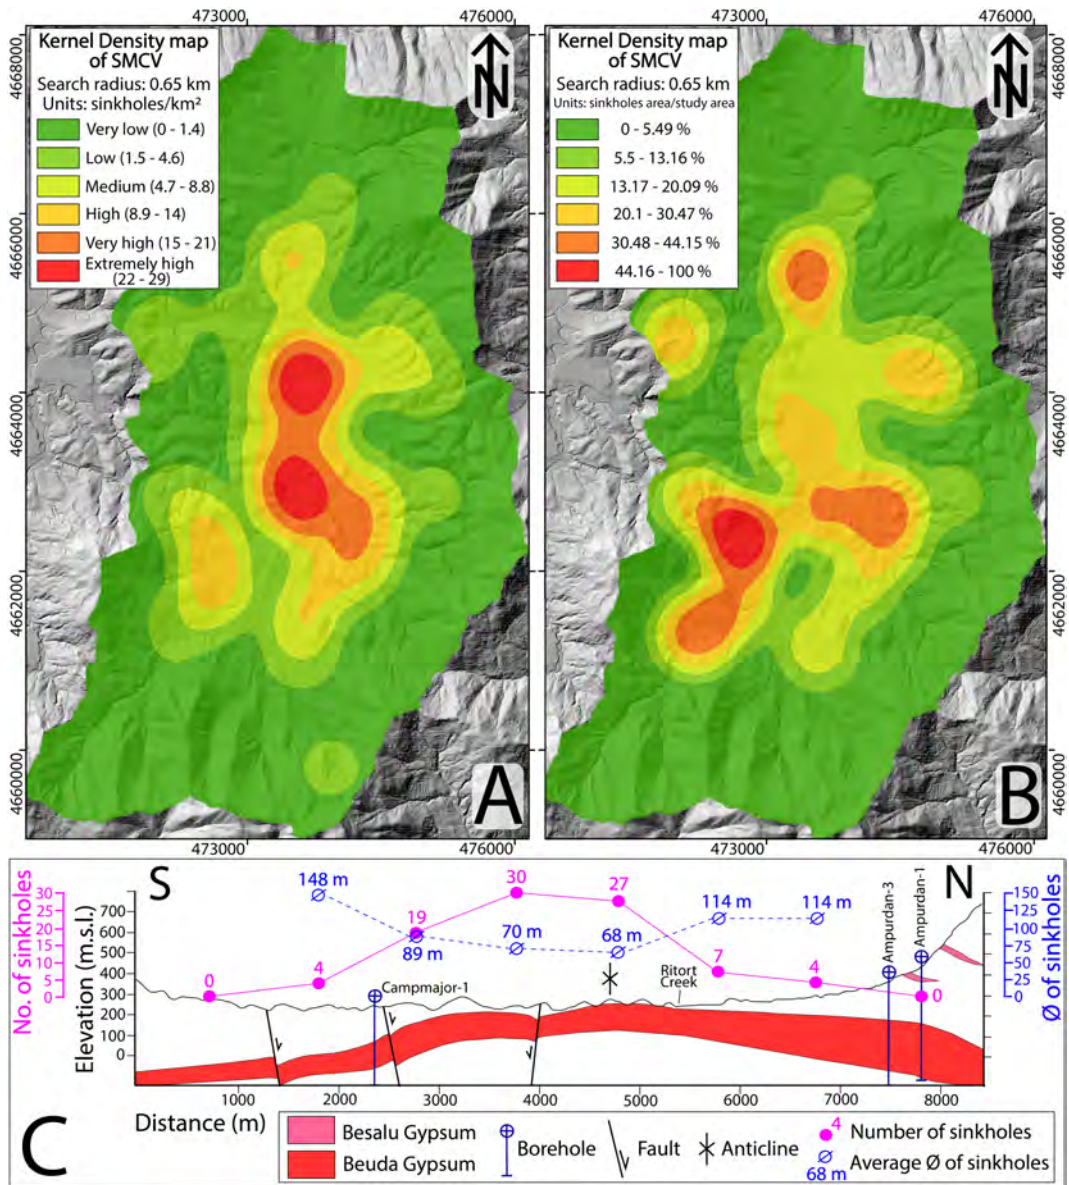 473000
476000
473000
476000
4668000
4666000
4664000
4662000
4660000
Kernel Density map
of SMCV
Search radius: 0.65 km
Units: sinkholes/km²
Very low (0 - 1.4)
Low (1.5 - 4.6)
Medium (4.7 - 8.8)
High (8.9 - 14)
Very high (15 - 21)
Extremely high
(22 - 29)
N
A
Kernel Density map
of SMCV
Search radius: 0.65 km
Units: sinkholes area/study area
0 - 5.49 %
5.5 - 13.16 %
13.17 - 20.09 %
20.1 - 30.47 %
30.48 - 44.15 %
44.16 - 100 %
N
B
4668000
4666000
4664000
4662000
4660000
473000
476000
473000
476000
S
N
No. of sinkholes
30
25
20
15
10
5
0
Elevation (m.s.l.)
700
600
500
400
300
200
100
0
148 m
89 m
70 m
68 m
114 m
114 m
0
4
19
30
27
7
4
0
Campmajor-1
Ritort
Creek
Ampurdan-3
Ampurdan-1
150
125
100
75
50
25
0
Ø of sinkholes
1000
2000
3000
4000
5000
6000
7000
8000
Distance (m)
C
Besalu Gypsum
Beuda Gypsum
Borehole
Fault
Anticline
4
Number of sinkholes
68 m
Average Ø of sinkholes